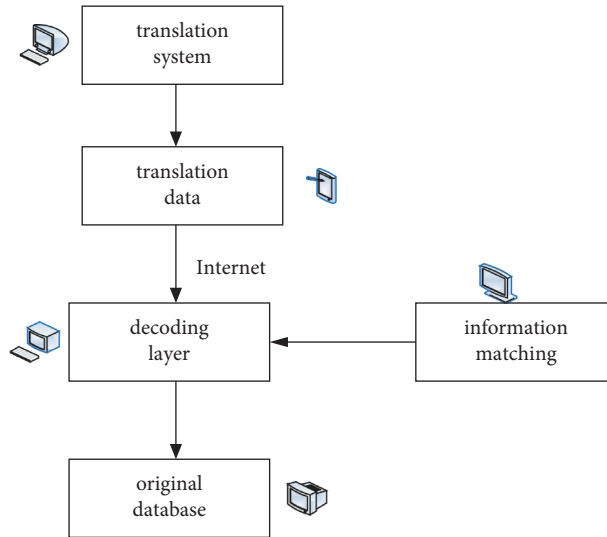 translation
system
translation
data
Internet
decoding
layer
information
matching
original
database